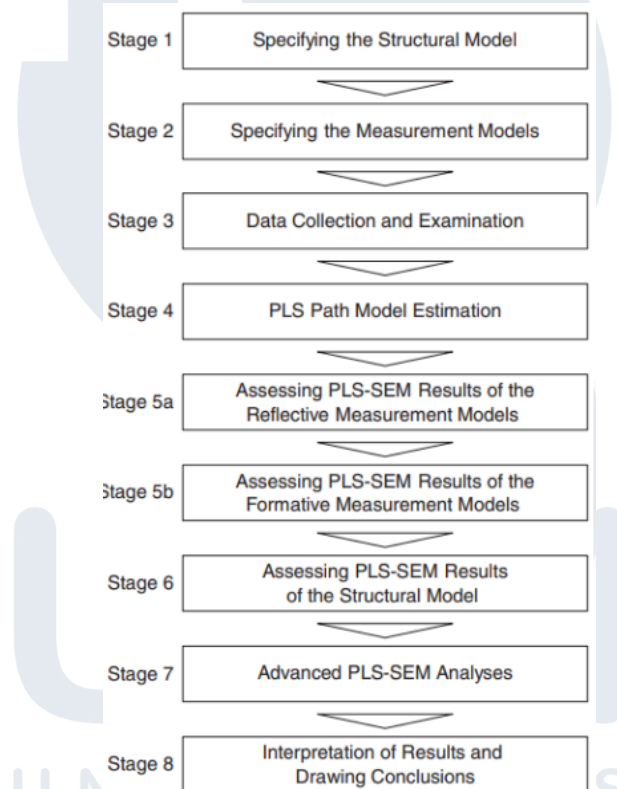 Stage 1 Specifying the Structural Model
Stage 2 Specifying the Measurement Models
Stage 3 Data Collection and Examination
Stage 4 PLS Path Model Estimation
Stage 5a Assessing PLS-SEM Results of the
Reflective Measurement Models
Stage 5b Assessing PLS-SEM Results of the
Formative Measurement Models
Stage 6 Assessing PLS-SEM Results
of the Structural Model
Stage 7 Advanced PLS-SEM Analyses
Stage 8 Interpretation of Results and
Drawing Conclusions